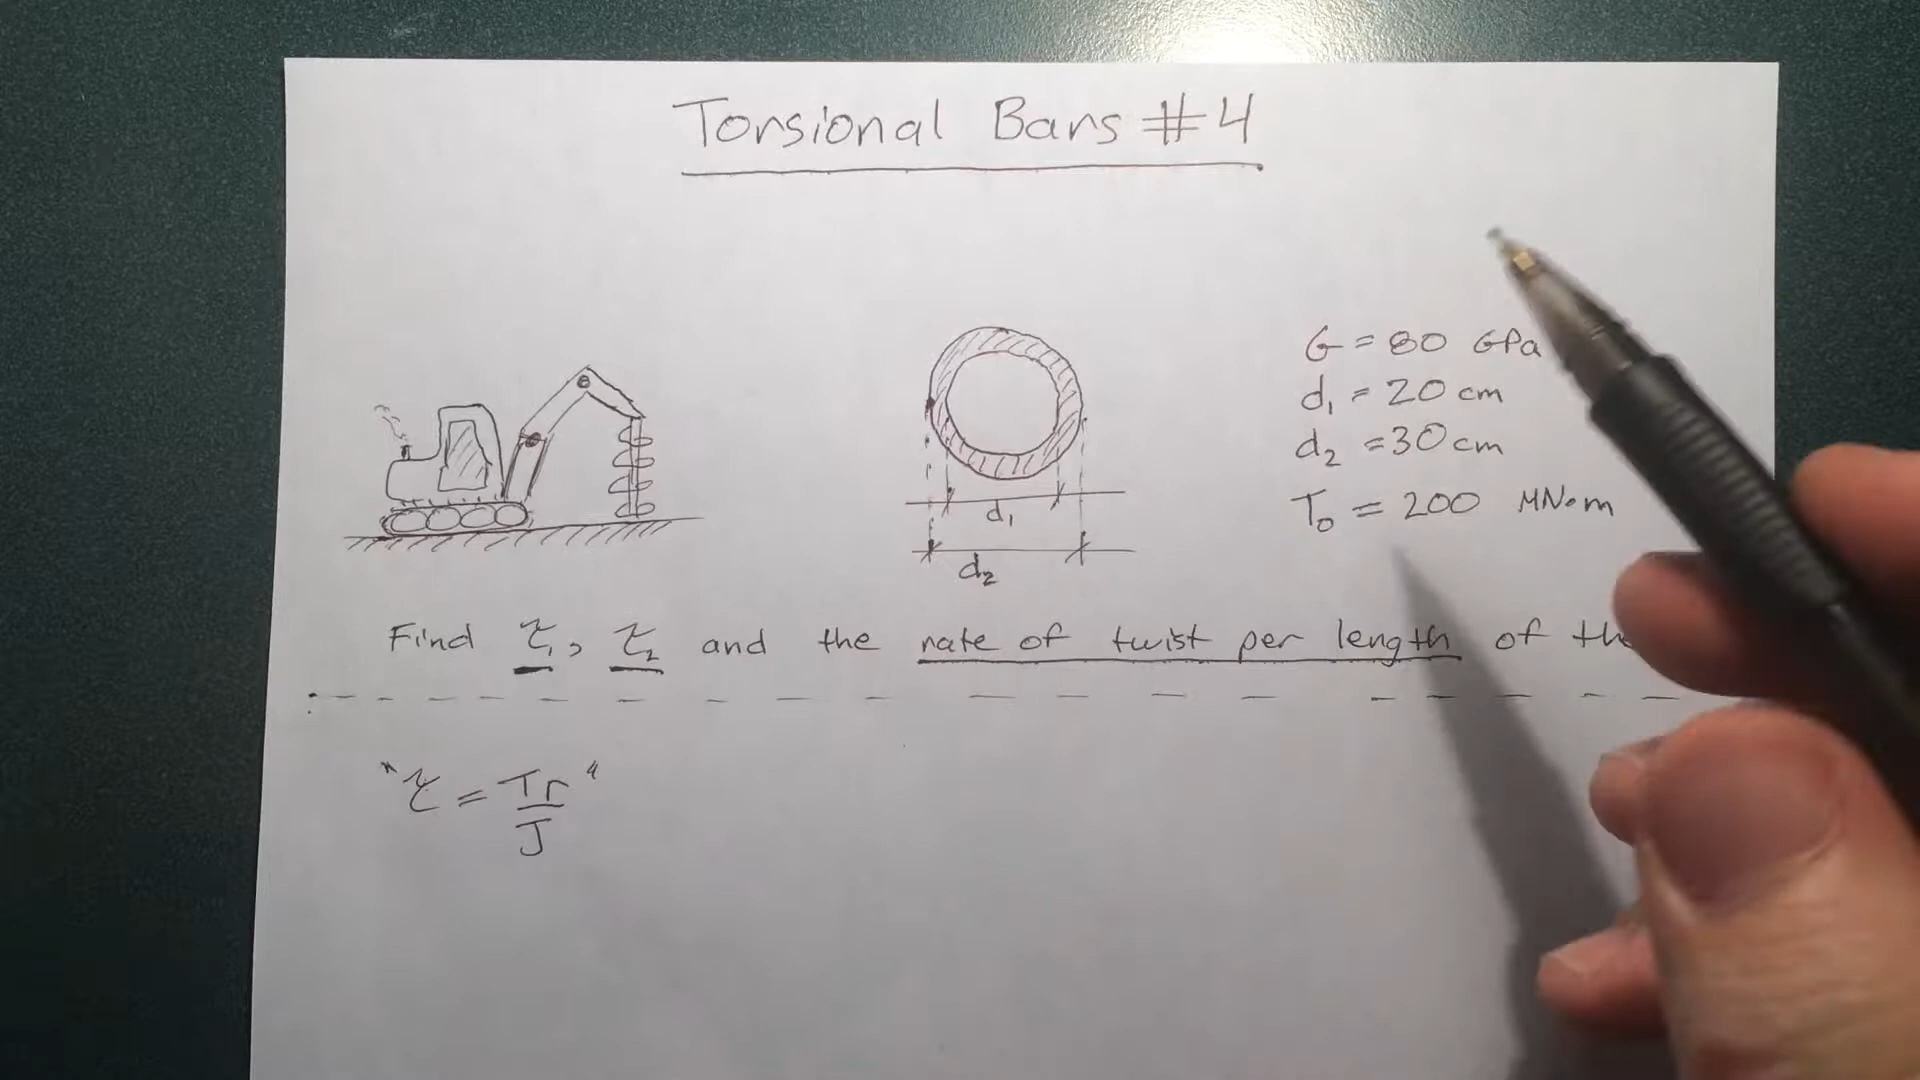 Torsional Bars #4
G = 80 GPa
d₁ = 20 cm
d₂ = 30 cm
T₀ = 200 MN·m
d₁
d₂
Find τ₁, τ₂ and the rate of twist per length of
"τ = Tr/J"